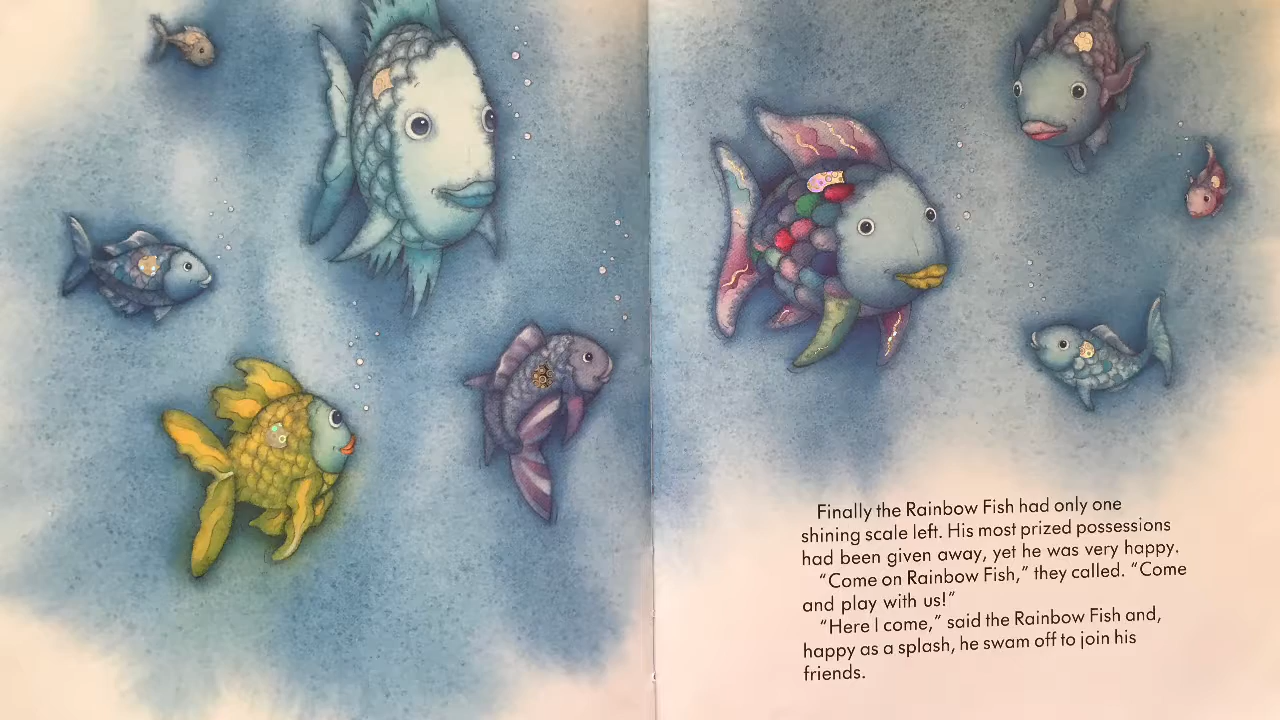 Finally the Rainbow Fish had only one
shining scale left. His most prized possessions
had been given away, yet he was very happy.
“Come on Rainbow Fish,” they called. “Come
and play with us!”
“Here I come,” said the Rainbow Fish and,
happy as a splash, he swam off to join his
friends.